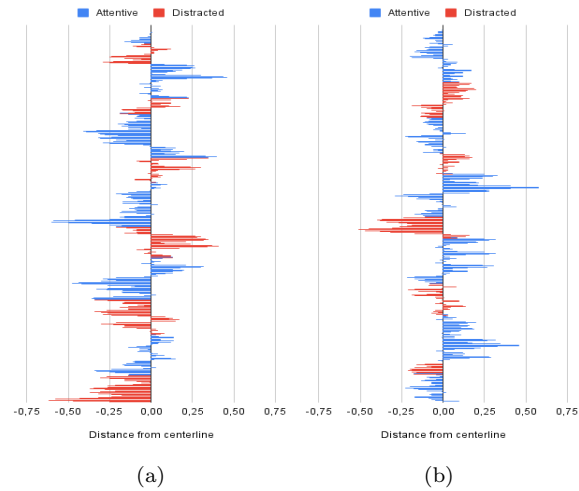 Attentive Distracted
Attentive Distracted
-0,75 -0,50 -0,25 0,00 0,25 0,50 0,75
-0,75 -0,50 -0,25 0,00 0,25 0,50 0,75
Distance from centerline
Distance from centerline
(a)
(b)